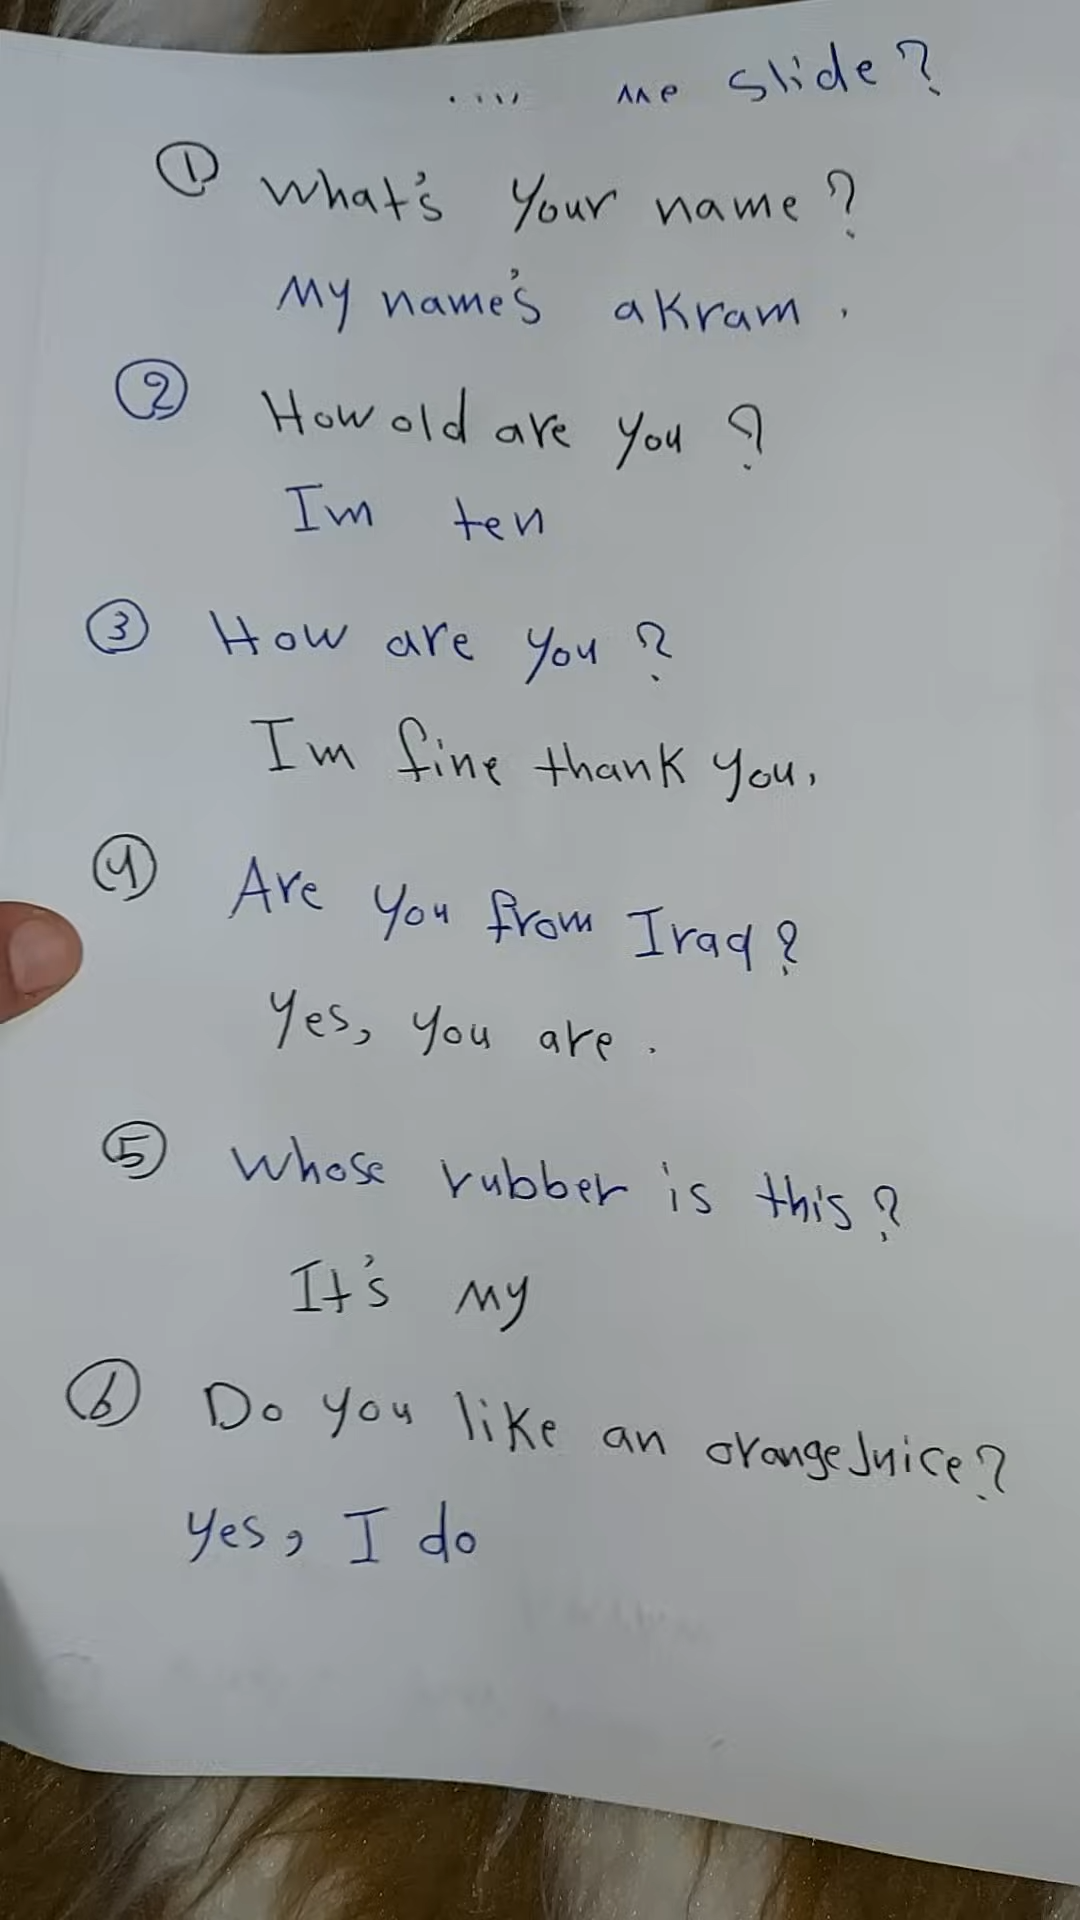 .... me slide?
① What's your name?
My name's akram.
② How old are you?
Im ten
③ How are you?
Im fine thank you.
④ Are you from Iraq?
Yes, you are.
⑤ Whose rubber is this?
It's my
⑥ Do you like an orange Juice?
Yes, I do